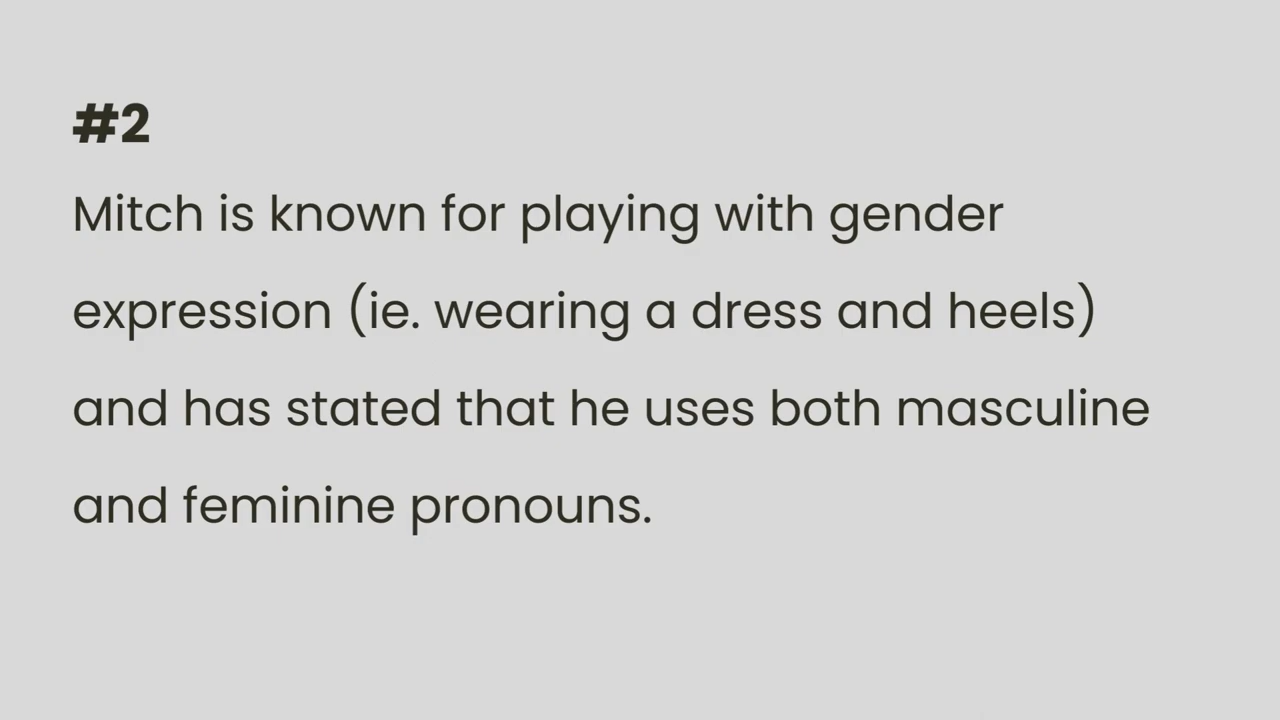 #2
Mitch is known for playing with gender
expression (ie. wearing a dress and heels)
and has stated that he uses both masculine
and feminine pronouns.